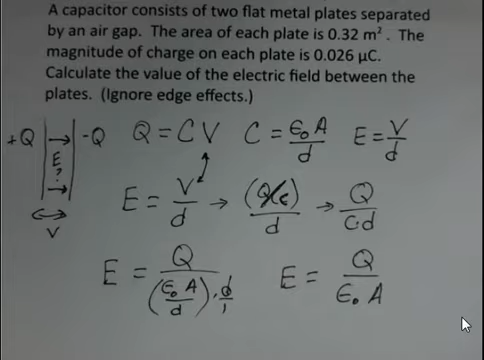 A capacitor consists of two flat metal plates separated
by an air gap. The area of each plate is 0.32 m². The
magnitude of charge on each plate is 0.026 µC.
Calculate the value of the electric field between the
plates. (Ignore edge effects.)
+Q → -Q Q = CV C = ε₀A/d E = V/d
E ? →
V
E = V/d → (Q/C)/d → Q/(C·d)
E = Q/((ε₀A/d)·d/1) E = Q/(ε₀A)